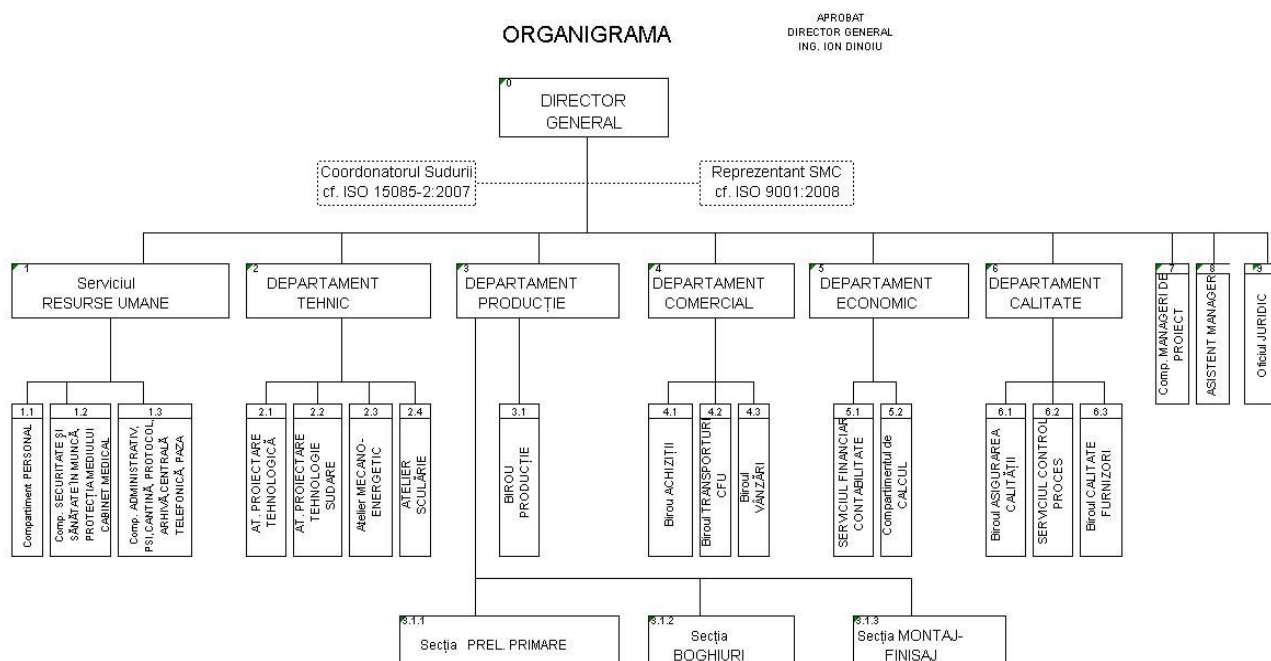 ORGANIGRAMA
APROBAT
DIRECTOR GENERAL
ING. ION DINOIU
0
DIRECTOR
GENERAL
Coordonatorul Sudurii
cf. ISO 15085-2:2007
Reprezentant SMC
cf. ISO 9001:2008
1
Serviciul
RESURSE UMANE
2
DEPARTAMENT
TEHNIC
3
DEPARTAMENT
PRODUCȚIE
4
DEPARTAMENT
COMERCIAL
5
DEPARTAMENT
ECONOMIC
6
DEPARTAMENT
CALITATE
7
Comp. MANAGERI DE
PROIECT
8
ASISTENT MANAGER
9
Oficiul JURIDIC
1.1
Compartiment PERSONAL
1.2
Comp. SECURITATE ŞI
SĂNĂTATE ÎN MUNCĂ,
PROTECŢIA MEDIULUI
CABINET MEDICAL
1.3
Comp. ADMINISTRATIV,
PSI,CANTINĂ, PROTOCOL,
ARHIVĂ,CENTRALĂ
TELEFONICĂ, PAZA
2.1
AT. PROIECTARE
TEHNOLOGICĂ
2.2
AT. PROIECTARE
TEHNOLOGIE
SUDARE
2.3
Atelier MECANO-
ENERGETIC
2.4
ATELIER
SCULĂRIE
3.1
BIROU
PRODUCȚIE
4.1
Birou ACHIZIȚII
4.2
Biroul TRANSPORTURI
CFU
4.3
Biroul
VÂNZĂRI
5.1
SERVICIUL FINANCIAR
CONTABILITATE
5.2
Compartimentul de
CALCUL
6.1
Biroul ASIGURAREA
CALITĂȚII
6.2
SERVICIUL CONTROL
PROCES
6.3
Biroul CALITATE
FURNIZORI
3.1.1
Secția PREL. PRIMARE
3.1.2
Secția
BOGHIURI
3.1.3
Secția MONTAJ-
FINISAJ